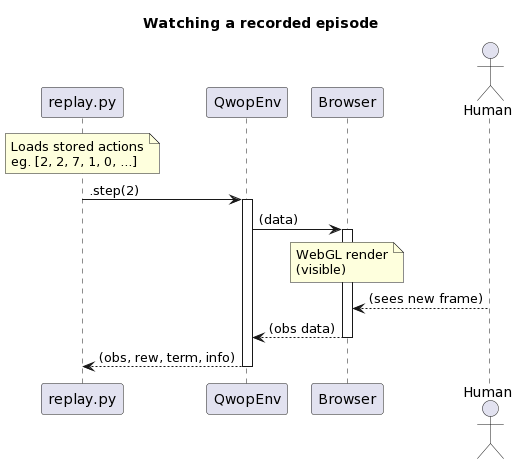 Watching a recorded episode
replay.py
QwopEnv
Browser
Human
Loads stored actions
eg. [2, 2, 7, 1, 0, ...]
.step(2)
(data)
WebGL render
(visible)
(sees new frame)
(obs data)
(obs, rew, term, info)
replay.py
QwopEnv
Browser
Human